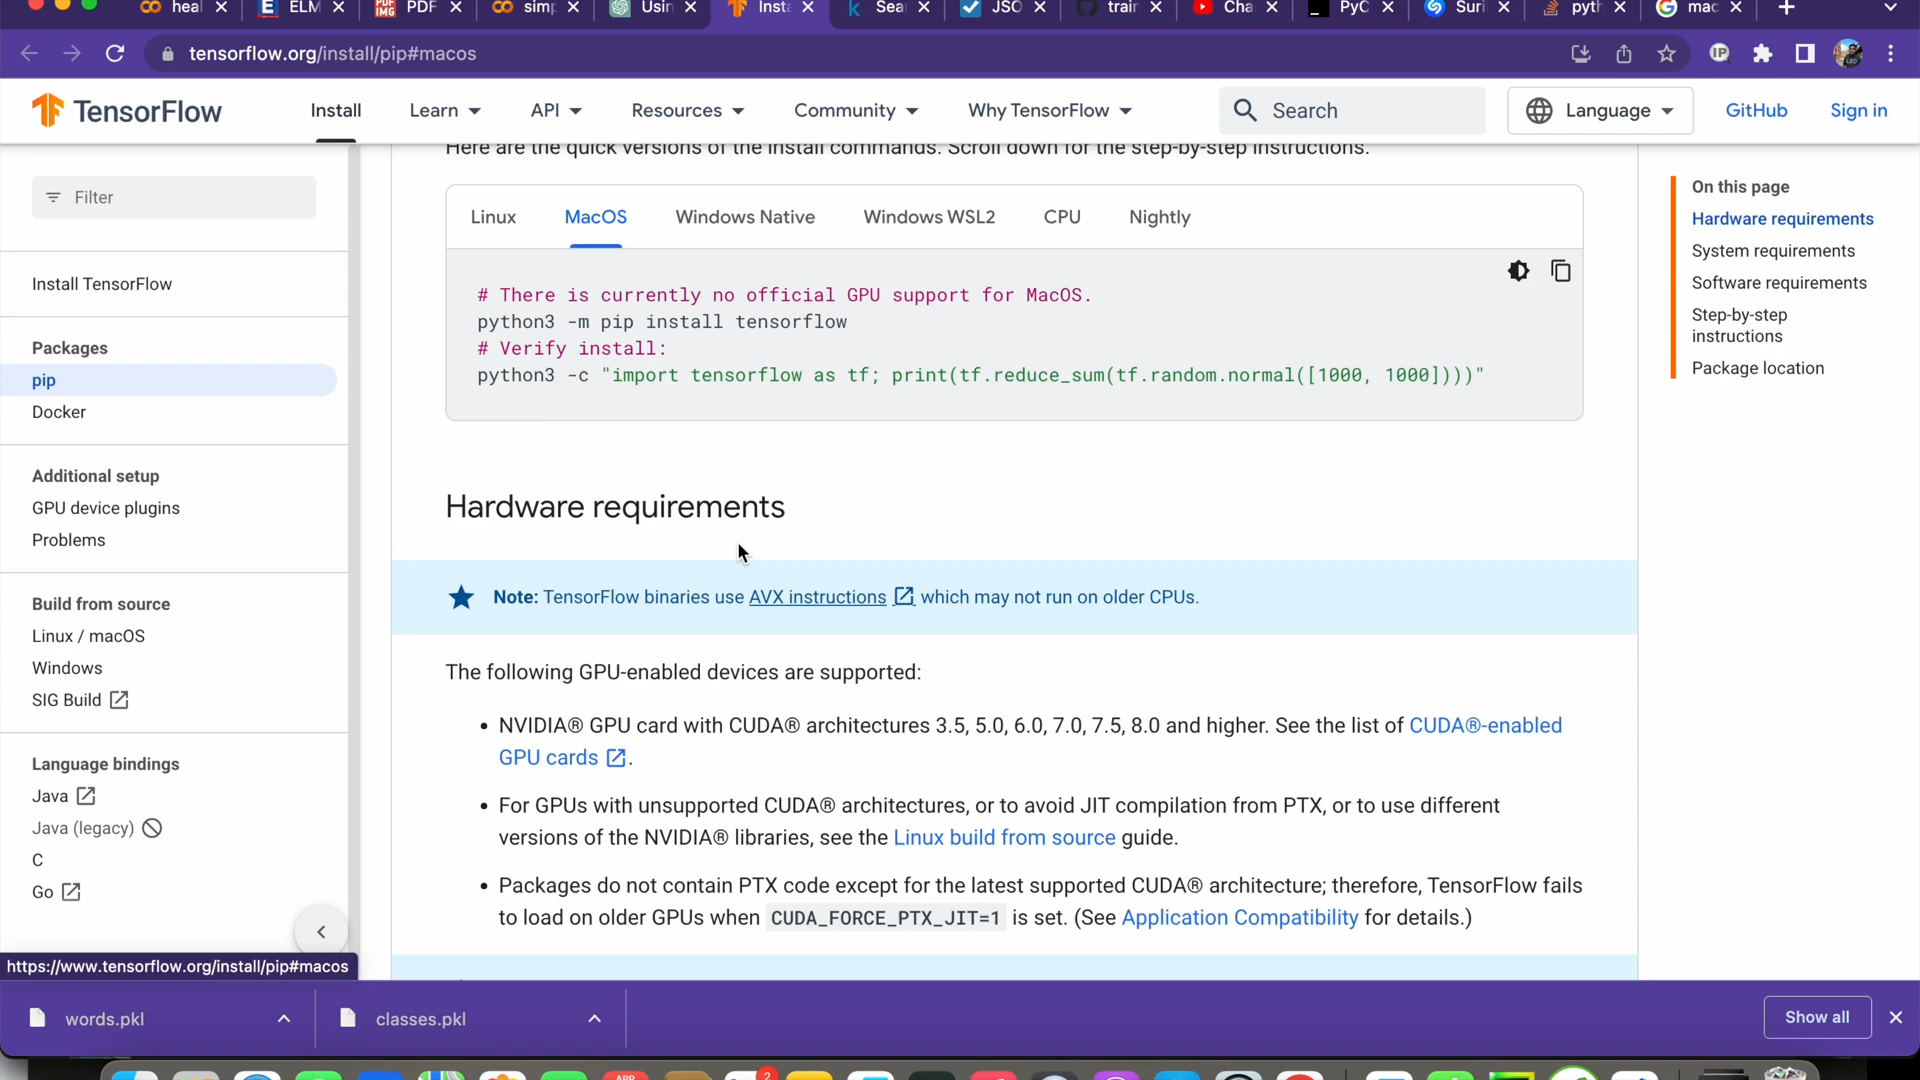 heal
ELM
PDF
simp
Usin
Insta
Sear
JSO
train
Cha
PyC
Suri
pyth
mac
tensorflow.org/install/pip#macos
TensorFlow
Install
Learn
API
Resources
Community
Why TensorFlow
Search
Language
GitHub
Sign in
Here are the quick versions of the install commands. Scroll down for the step-by-step instructions.
Filter
Install TensorFlow
Packages
pip
Docker
Additional setup
GPU device plugins
Problems
Build from source
Linux / macOS
Windows
SIG Build
Language bindings
Java
Java (legacy)
C
Go
Linux
MacOS
Windows Native
Windows WSL2
CPU
Nightly
# There is currently no official GPU support for MacOS.
python3 -m pip install tensorflow
# Verify install:
python3 -c "import tensorflow as tf; print(tf.reduce_sum(tf.random.normal([1000, 1000])))"
Hardware requirements
Note: TensorFlow binaries use AVX instructions which may not run on older CPUs.
The following GPU-enabled devices are supported:
• NVIDIA® GPU card with CUDA® architectures 3.5, 5.0, 6.0, 7.0, 7.5, 8.0 and higher. See the list of CUDA®-enabled
GPU cards .
• For GPUs with unsupported CUDA® architectures, or to avoid JIT compilation from PTX, or to use different
versions of the NVIDIA® libraries, see the Linux build from source guide.
• Packages do not contain PTX code except for the latest supported CUDA® architecture; therefore, TensorFlow fails
to load on older GPUs when CUDA_FORCE_PTX_JIT=1 is set. (See Application Compatibility for details.)
On this page
Hardware requirements
System requirements
Software requirements
Step-by-step
instructions
Package location
https://www.tensorflow.org/install/pip#macos
words.pkl
classes.pkl
Show all
2